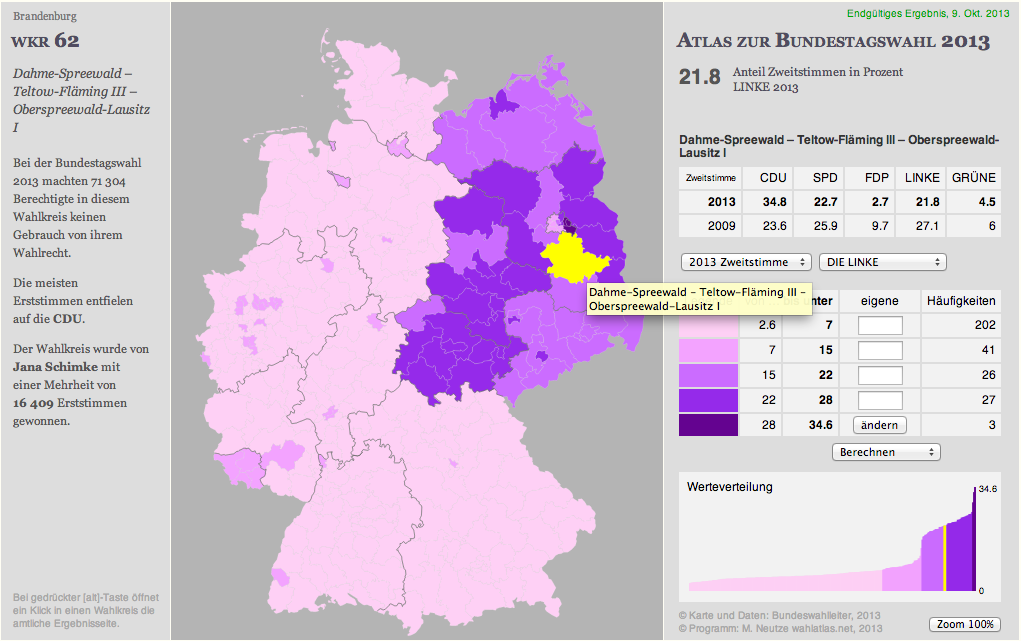 Brandenburg
WKR 62
Dahme-Spreewald –
Teltow-Fläming III –
Oberspreewald-Lausitz
I
Bei der Bundestagswahl
2013 machten 71 304
Berechtigte in diesem
Wahlkreis keinen
Gebrauch von ihrem
Wahlrecht.
Die meisten
Erststimmen entfielen
auf die CDU.
Der Wahlkreis wurde von
Jana Schimke mit
einer Mehrheit von
16 409 Erststimmen
gewonnen.
Bei gedrückter [alt]-Taste öffnet
ein Klick in einen Wahlkreis die
amtliche Ergebnisseite.
Dahme-Spreewald – Teltow-Fläming III –
Oberspreewald-Lausitz I
Endgültiges Ergebnis, 9. Okt. 2013
Atlas zur Bundestagswahl 2013
21.8 Anteil Zweitstimmen in Prozent
LINKE 2013
Dahme-Spreewald – Teltow-Fläming III – Oberspreewald-
Lausitz I
Zweitstimme CDU SPD FDP LINKE GRÜNE
2013 34.8 22.7 2.7 21.8 4.5
2009 23.6 25.9 9.7 27.1 6
2013 Zweitstimme DIE LINKE
unter eigene Häufigkeiten
2.6 7 202
7 15 41
15 22 26
22 28 27
28 34.6 ändern 3
Berechnen
Werteverteilung
34.6
0
© Karte und Daten: Bundeswahlleiter, 2013
© Programm: M. Neutze wahlatlas.net, 2013
Zoom 100%